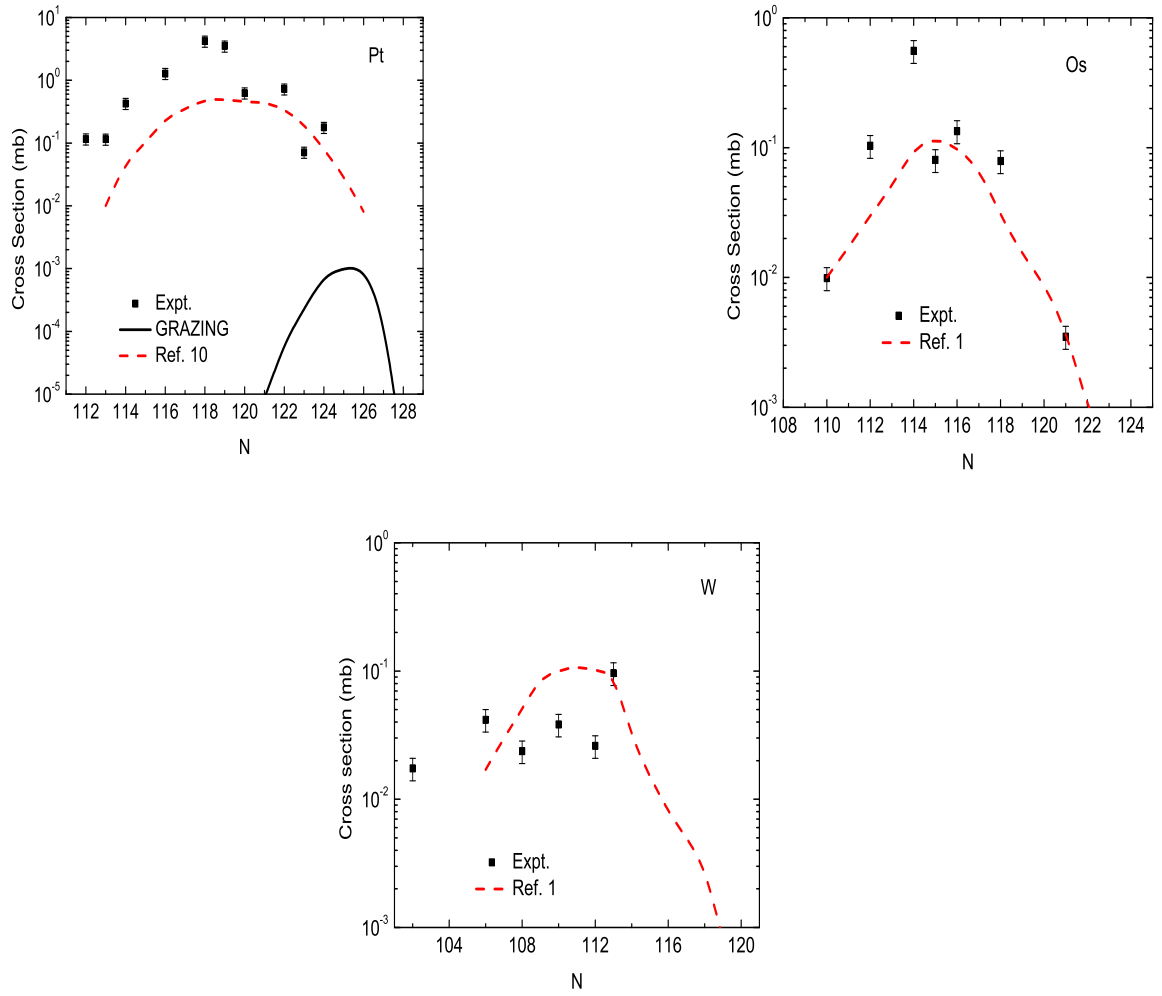 Pt
Cross Section (mb)
10^1
10^0
10^-1
10^-2
10^-3
10^-4
10^-5
Expt.
GRAZING
Ref. 10
112 114 116 118 120 122 124 126 128
N
Os
Cross Section (mb)
10^0
10^-1
10^-2
10^-3
Expt.
Ref. 1
108 110 112 114 116 118 120 122 124
N
W
Cross section (mb)
10^0
10^-1
10^-2
10^-3
Expt.
Ref. 1
104 108 112 116 120
N